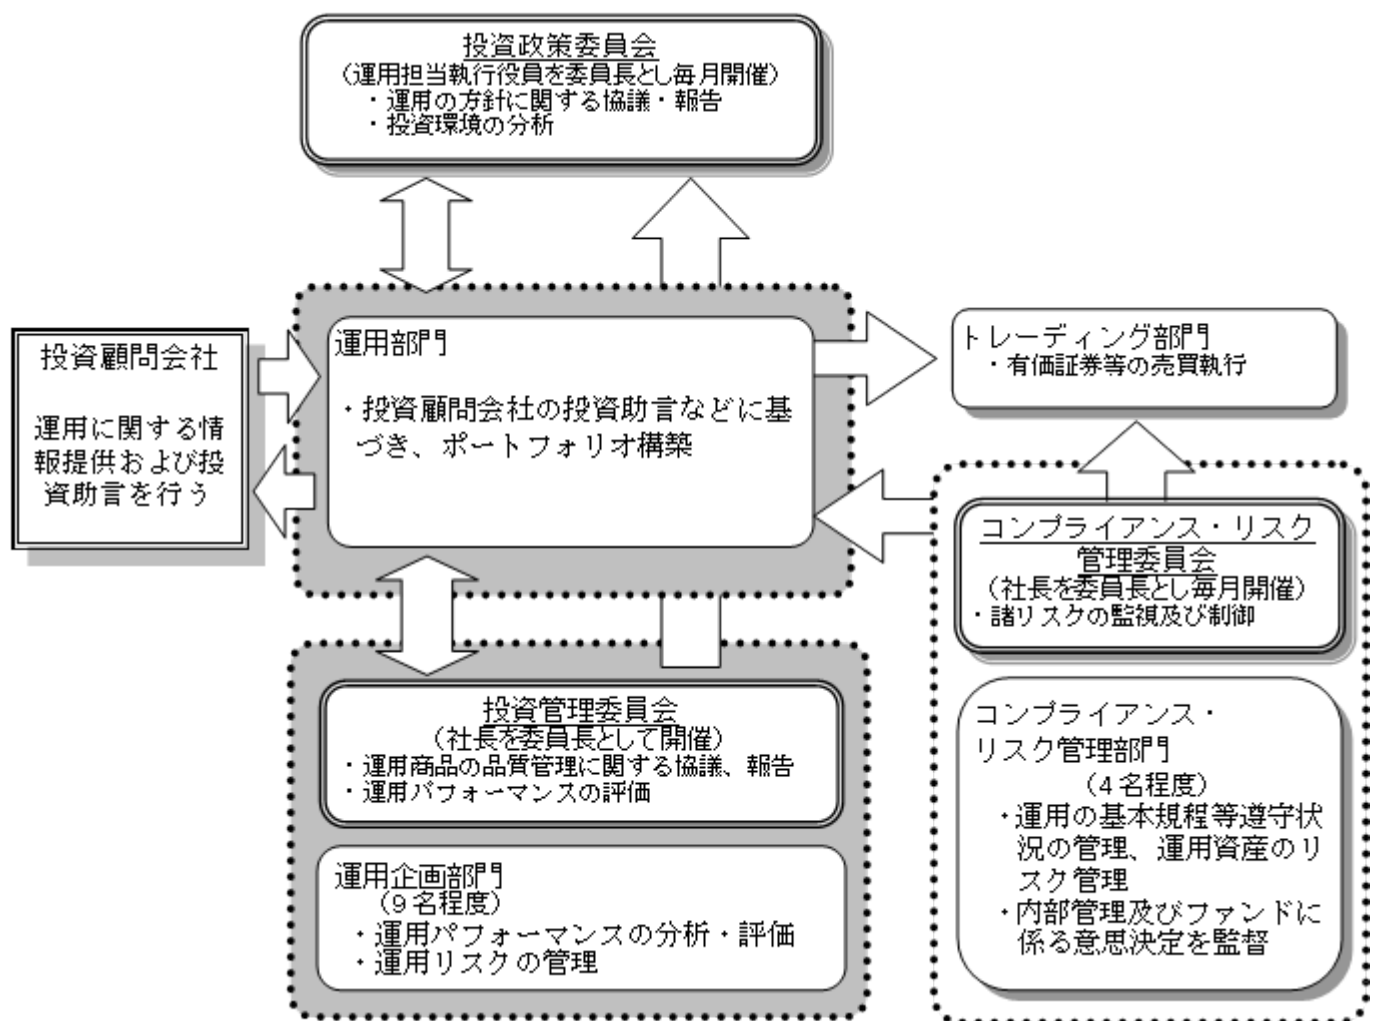 投資政策委員会
（運用担当執行役員を委員長とし毎月開催）
・運用の方針に関する協議・報告
・投資環境の分析
投資顧問会社
運用に関する情
報提供および投
資助言を行う
運用部門
・投資顧問会社の投資助言などに基
づき、ポートフォリオ構築
トレーディング部門
・有価証券等の売買執行
コンプライアンス・リスク
管理委員会
（社長を委員長とし毎月開催）
・諸リスクの監視及び制御
投資管理委員会
（社長を委員長として開催）
・運用商品の品質管理に関する協議、報告
・運用パフォーマンスの評価
運用企画部門
（9名程度）
・運用パフォーマンスの分析・評価
・運用リスクの管理
コンプライアンス・
リスク管理部門
（4名程度）
・運用の基本規程等遵守状
況の管理、運用資産のリ
スク管理
・内部管理及びファンドに
係る意思決定を監督